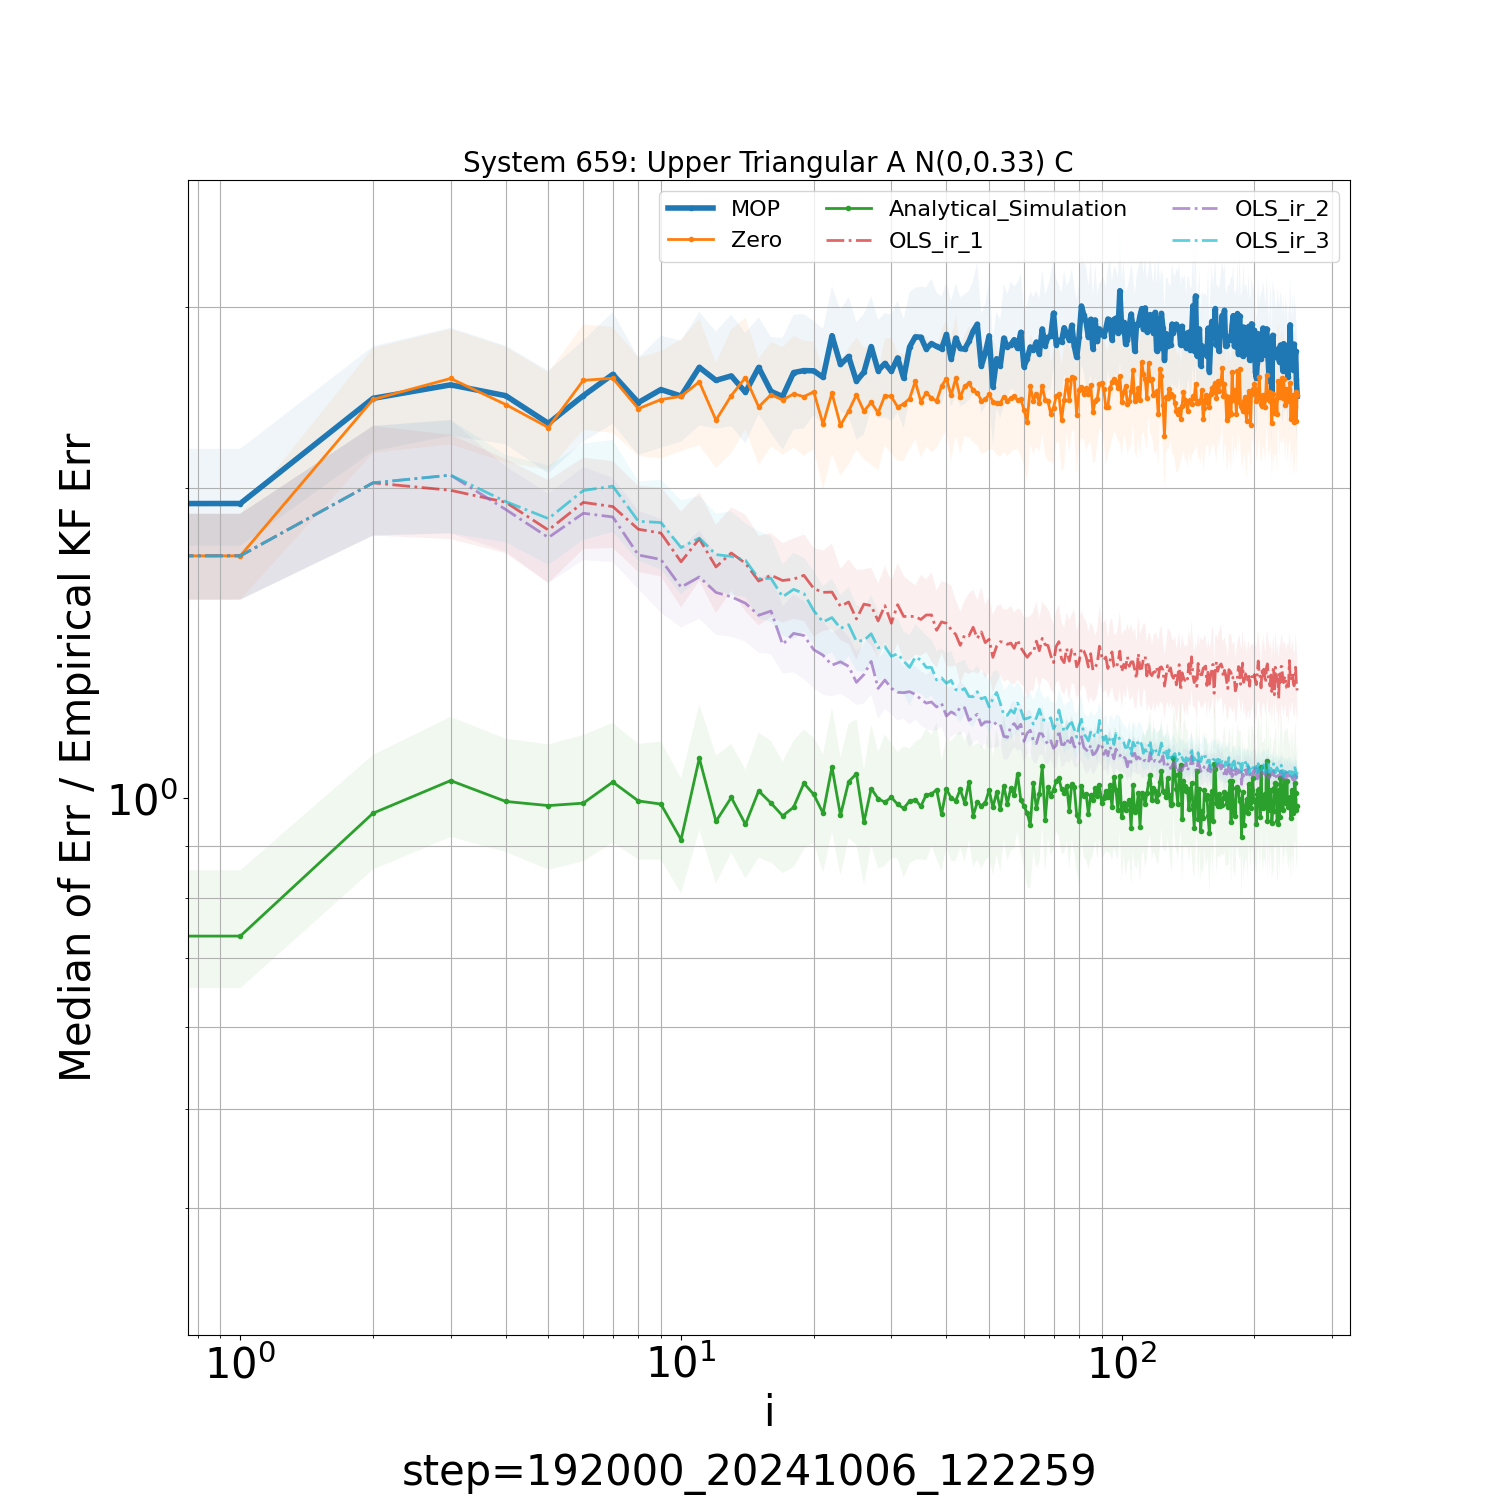 System 659: Upper Triangular A N(0,0.33) C
MOP
Zero
Analytical_Simulation
OLS_ir_1
OLS_ir_2
OLS_ir_3
Median of Err / Empirical KF Err
10⁰
10⁰
10¹
10²
i
step=192000_20241006_122259